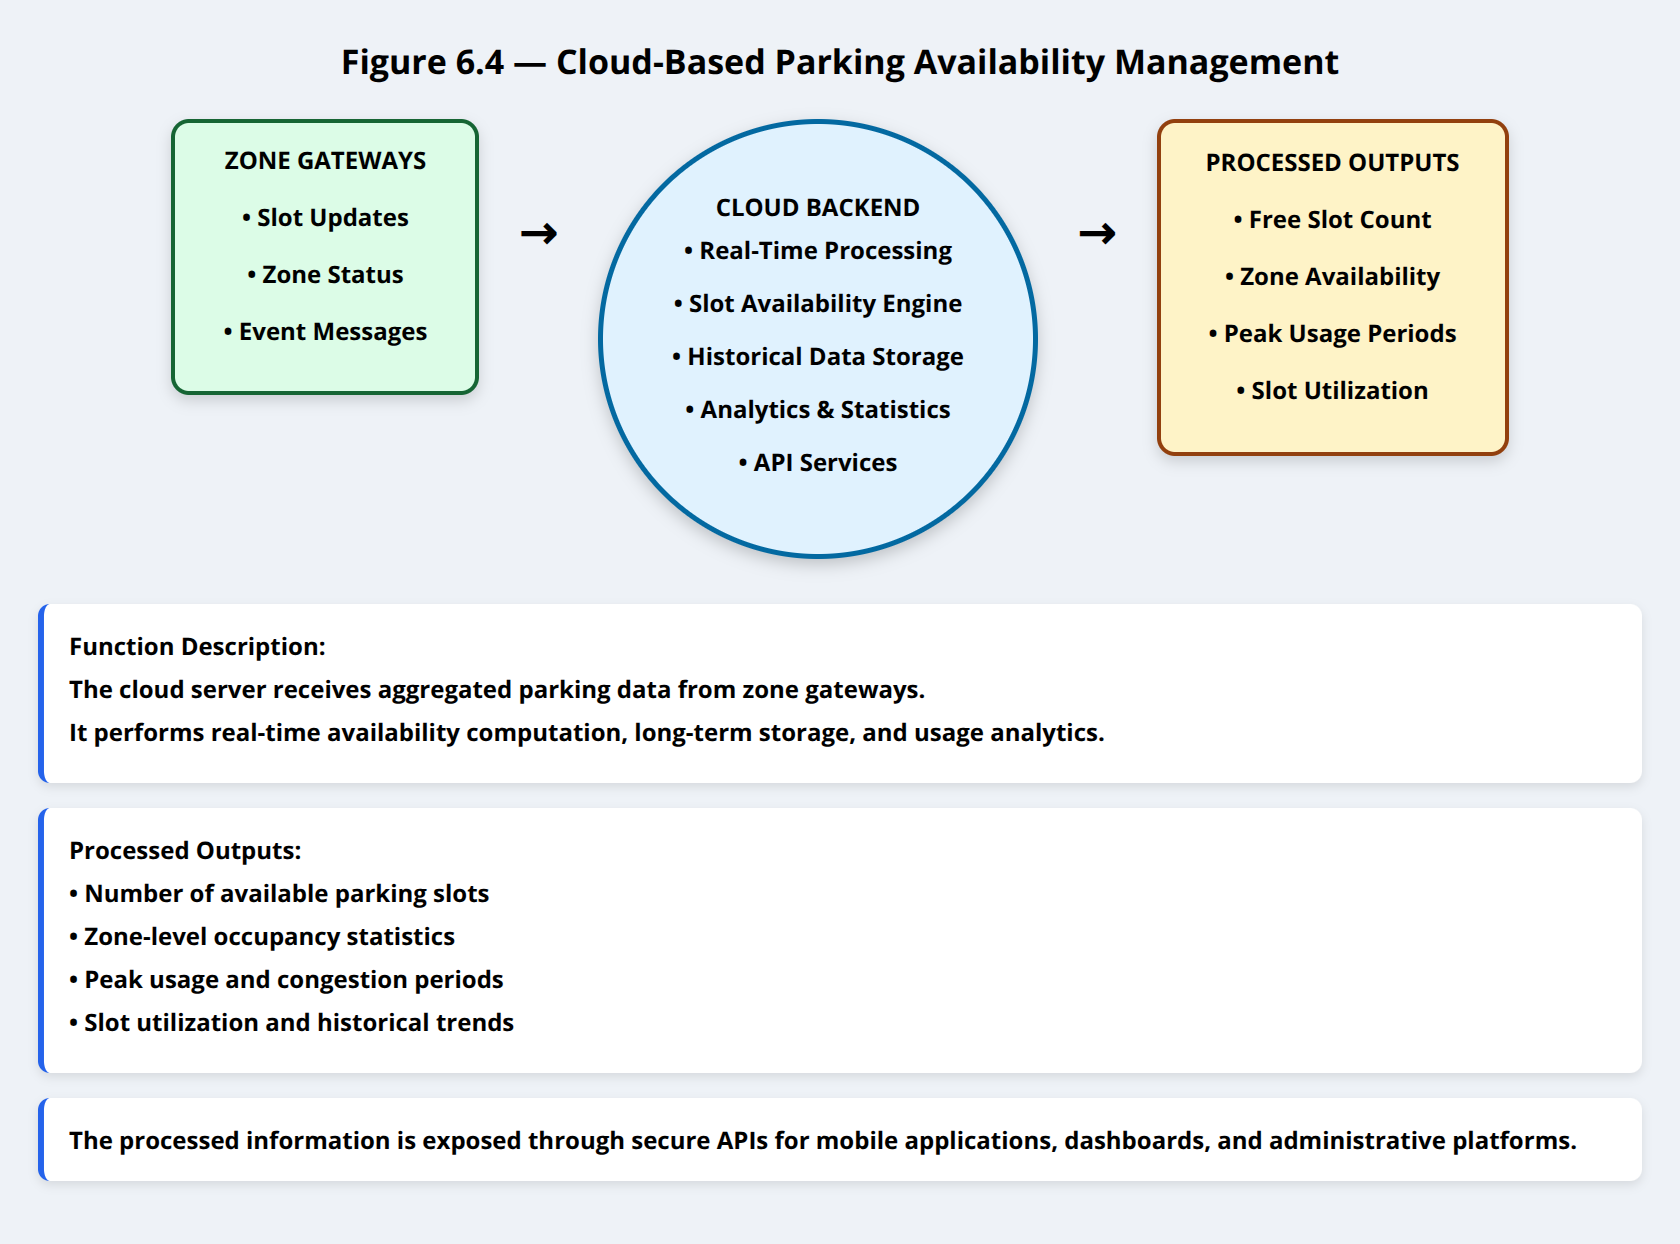 Figure 6.4 — Cloud-Based Parking Availability Management
ZONE GATEWAYS
• Slot Updates
• Zone Status
• Event Messages
→
CLOUD BACKEND
• Real-Time Processing
• Slot Availability Engine
• Historical Data Storage
• Analytics & Statistics
• API Services
→
PROCESSED OUTPUTS
• Free Slot Count
• Zone Availability
• Peak Usage Periods
• Slot Utilization
Function Description:
The cloud server receives aggregated parking data from zone gateways.
It performs real-time availability computation, long-term storage, and usage analytics.
Processed Outputs:
• Number of available parking slots
• Zone-level occupancy statistics
• Peak usage and congestion periods
• Slot utilization and historical trends
The processed information is exposed through secure APIs for mobile applications, dashboards, and administrative platforms.